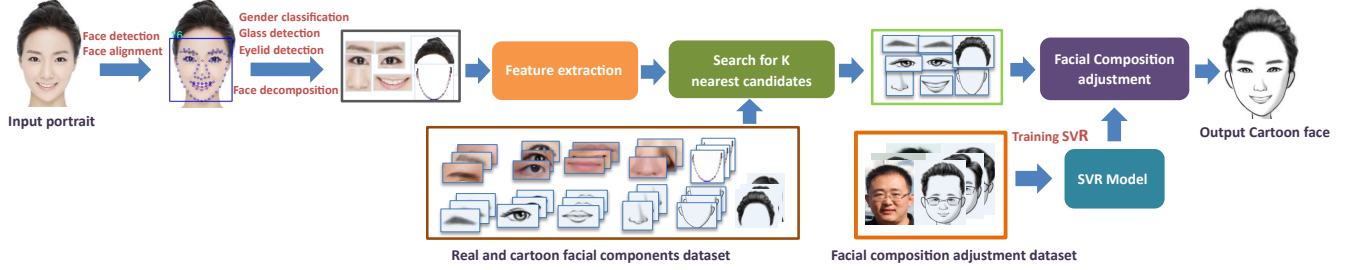 Face detection
Face alignment
Input portrait
16
Gender classification
Glass detection
Eyelid detection
Face decomposition
Feature extraction
Search for K
nearest candidates
Facial Composition
adjustment
Output Cartoon face
Real and cartoon facial components dataset
Training SVR
SVR Model
Facial composition adjustment dataset